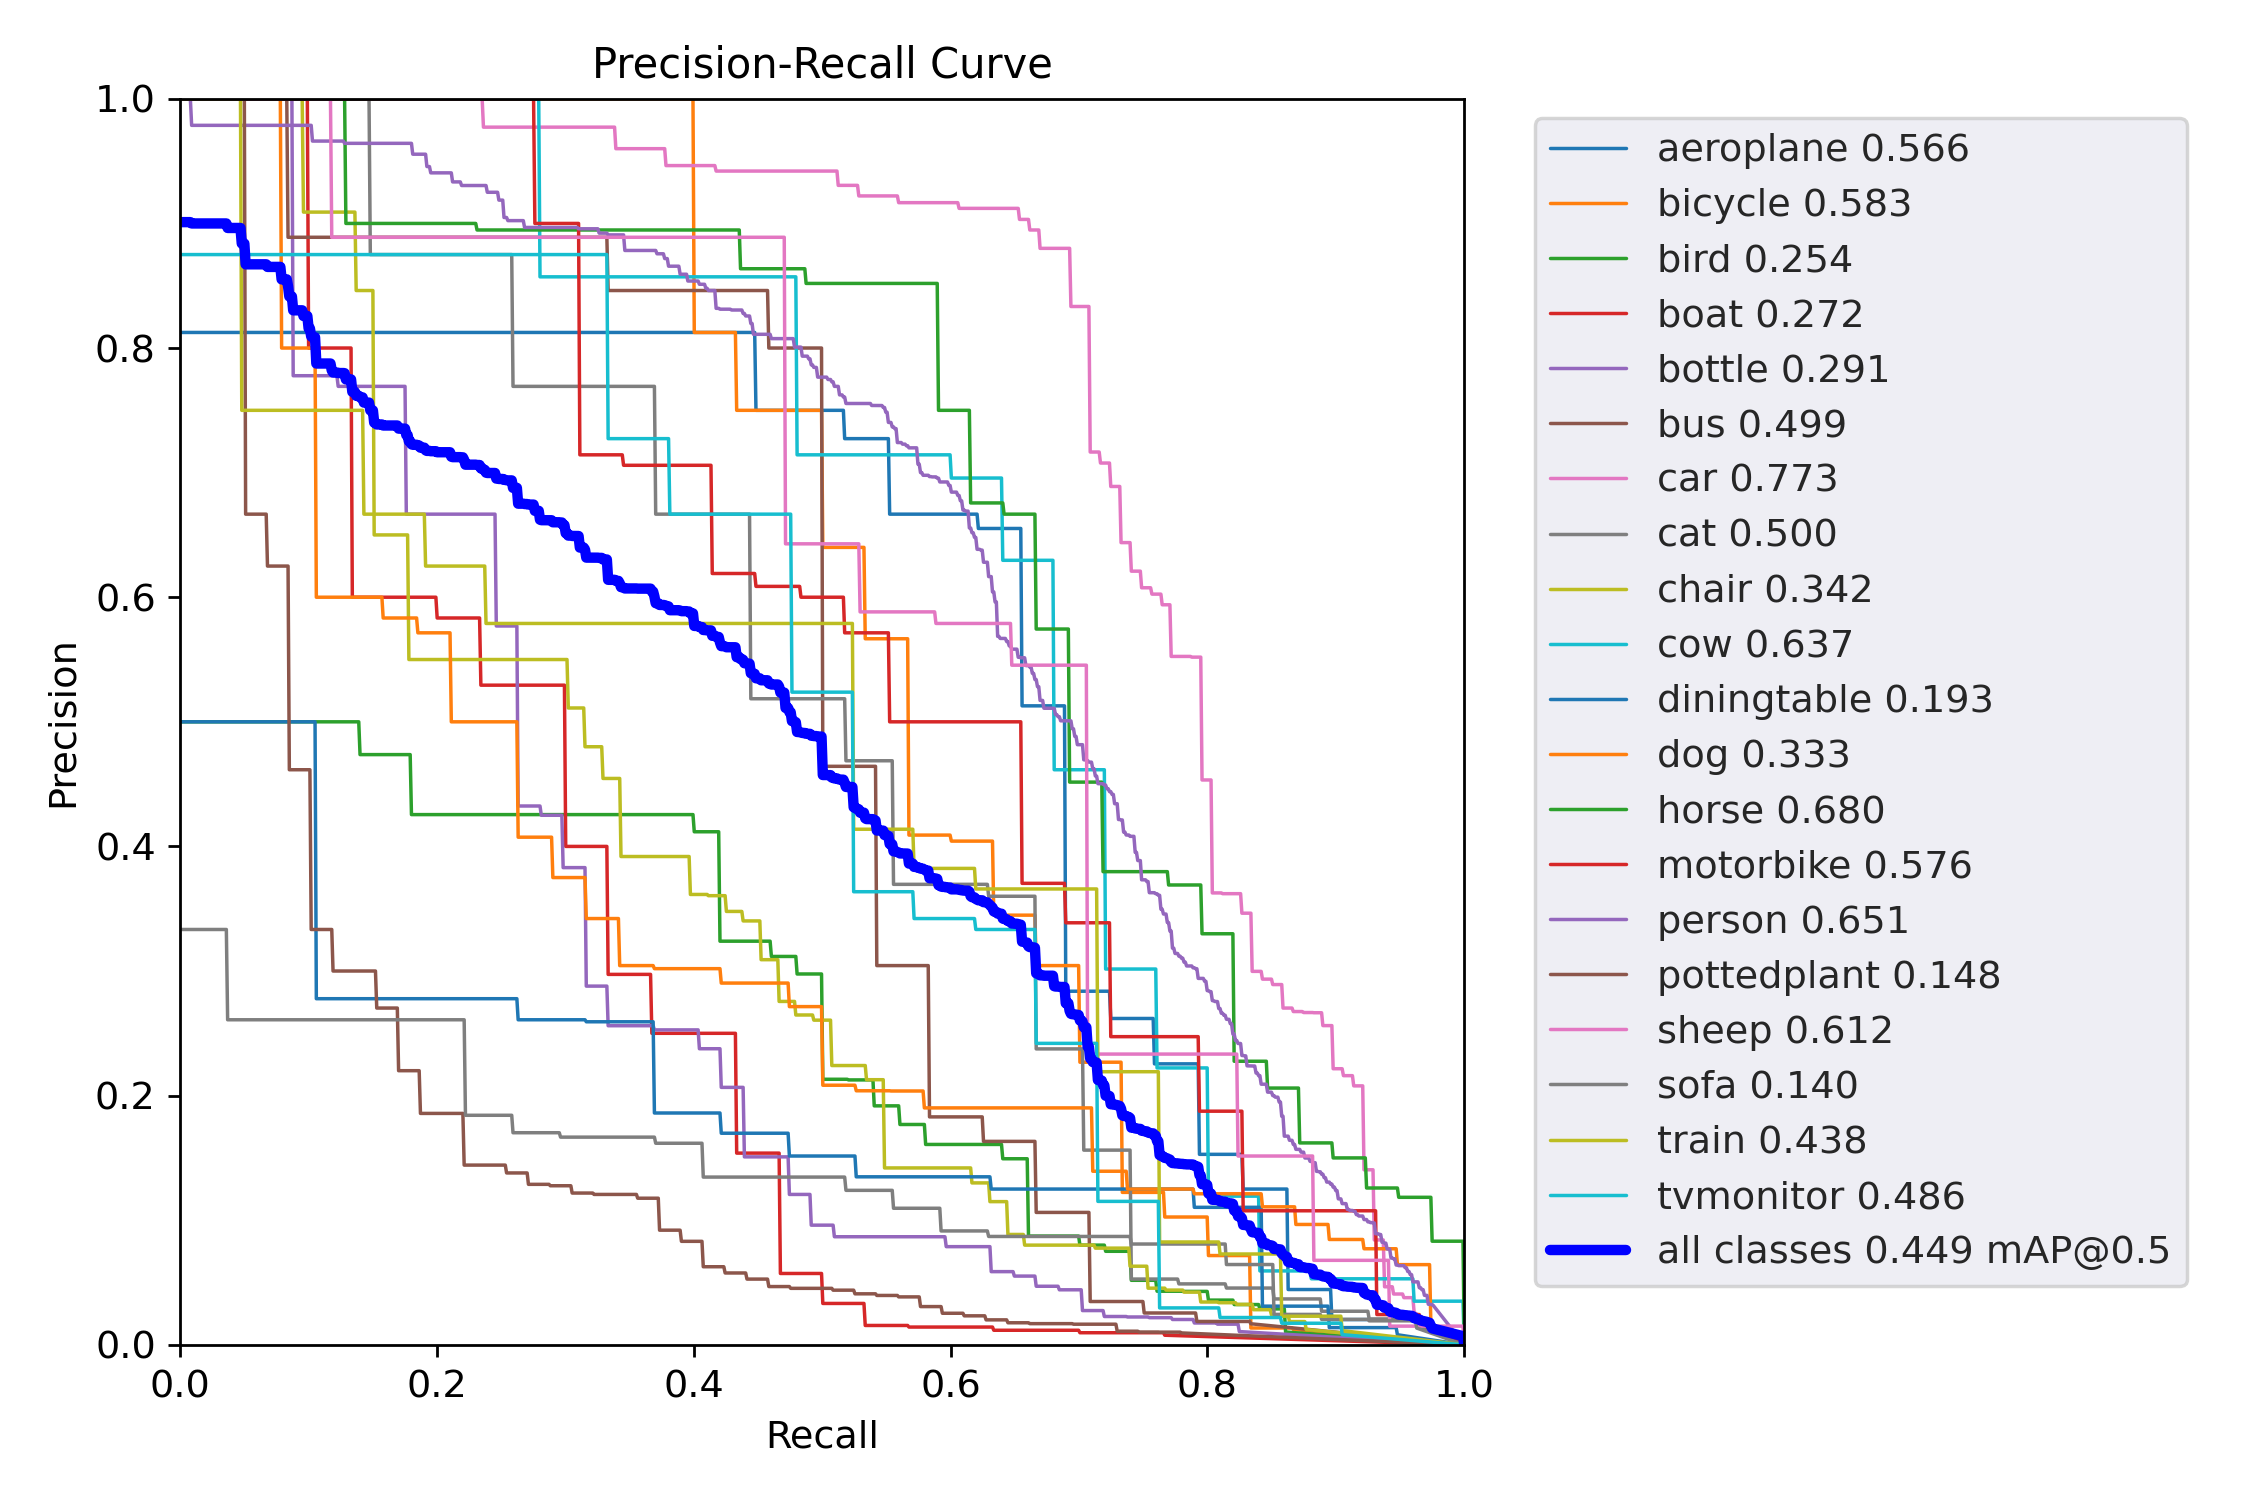 Precision-Recall Curve
1.0
0.8
0.6
0.4
0.2
0.0
Precision
0.0 0.2 0.4 0.6 0.8 1.0
Recall
aeroplane 0.566
bicycle 0.583
bird 0.254
boat 0.272
bottle 0.291
bus 0.499
car 0.773
cat 0.500
chair 0.342
cow 0.637
diningtable 0.193
dog 0.333
horse 0.680
motorbike 0.576
person 0.651
pottedplant 0.148
sheep 0.612
sofa 0.140
train 0.438
tvmonitor 0.486
all classes 0.449 mAP@0.5